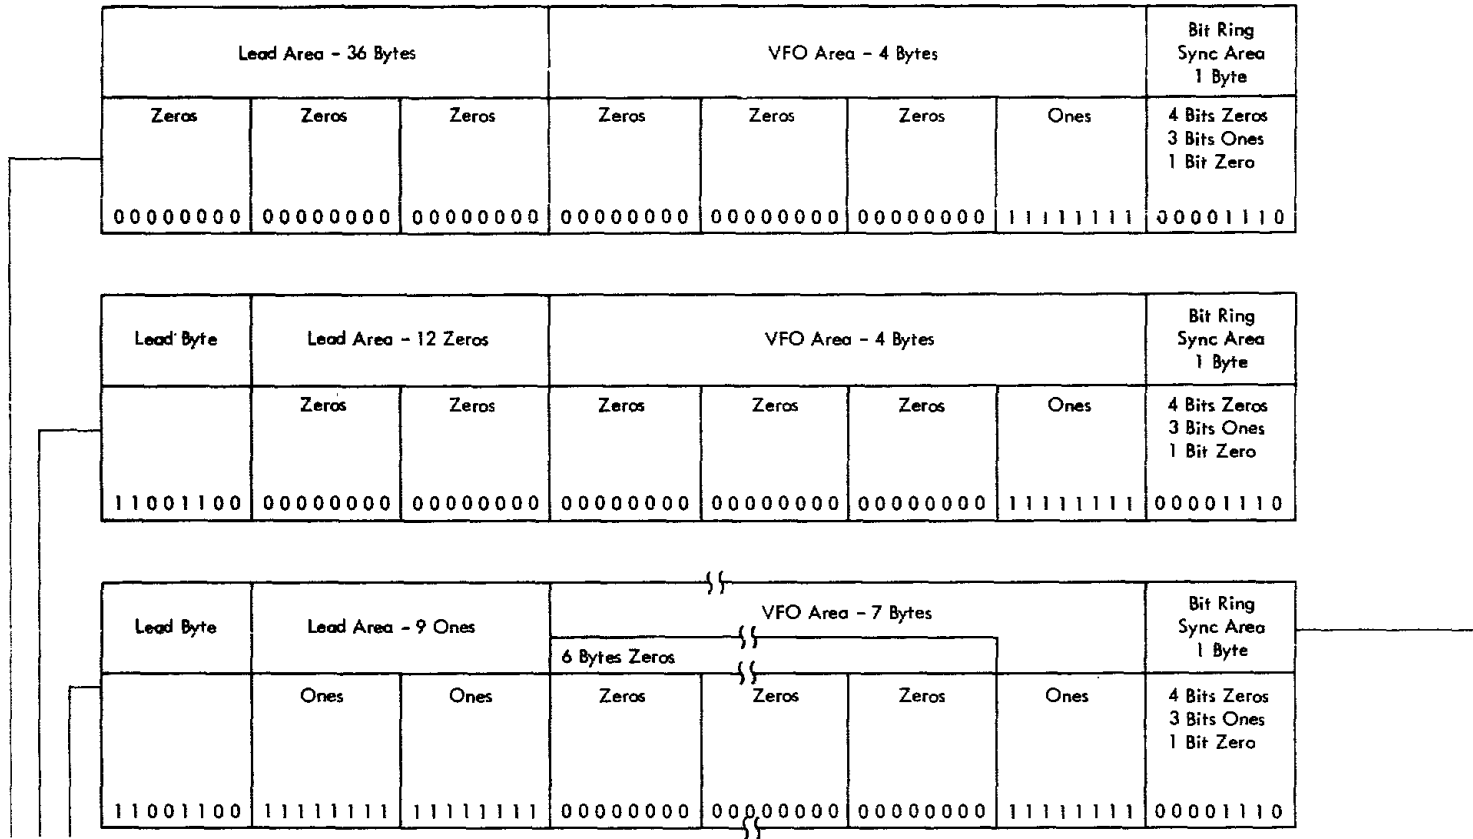 Lead Area - 36 Bytes
VFO Area - 4 Bytes
Bit Ring
Sync Area
1 Byte
Zeros
Zeros
Zeros
Zeros
Zeros
Zeros
Ones
4 Bits Zeros
3 Bits Ones
1 Bit Zero
00000000 00000000 00000000 00000000 00000000 00000000 11111111 00001110
Lead Byte
Lead Area - 12 Zeros
VFO Area - 4 Bytes
Bit Ring
Sync Area
1 Byte
Zeros
Zeros
Zeros
Zeros
Zeros
Ones
4 Bits Zeros
3 Bits Ones
1 Bit Zero
11001100 00000000 00000000 00000000 00000000 00000000 11111111 00001110
Lead Byte
Lead Area - 9 Ones
VFO Area - 7 Bytes
6 Bytes Zeros
Bit Ring
Sync Area
1 Byte
Ones
Ones
Zeros
Zeros
Zeros
Ones
4 Bits Zeros
3 Bits Ones
1 Bit Zero
11001100 11111111 11111111 00000000 00000000 00000000 11111111 00001110